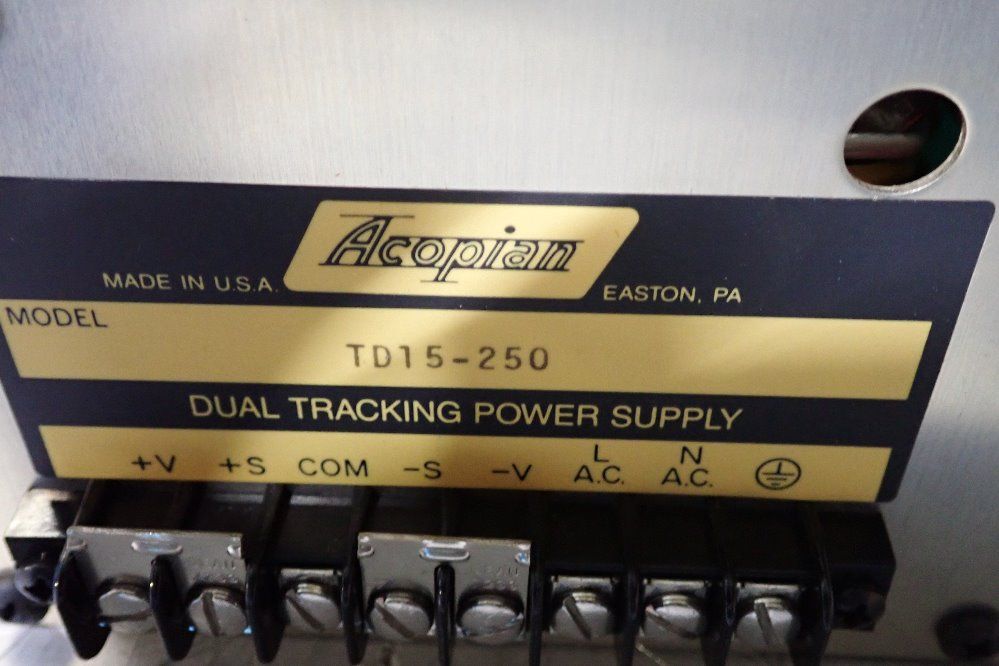 Acopian
MADE IN U.S.A. EASTON, PA
MODEL
TD15-250
DUAL TRACKING POWER SUPPLY
+V +S COM -S -V L A.C. N A.C.